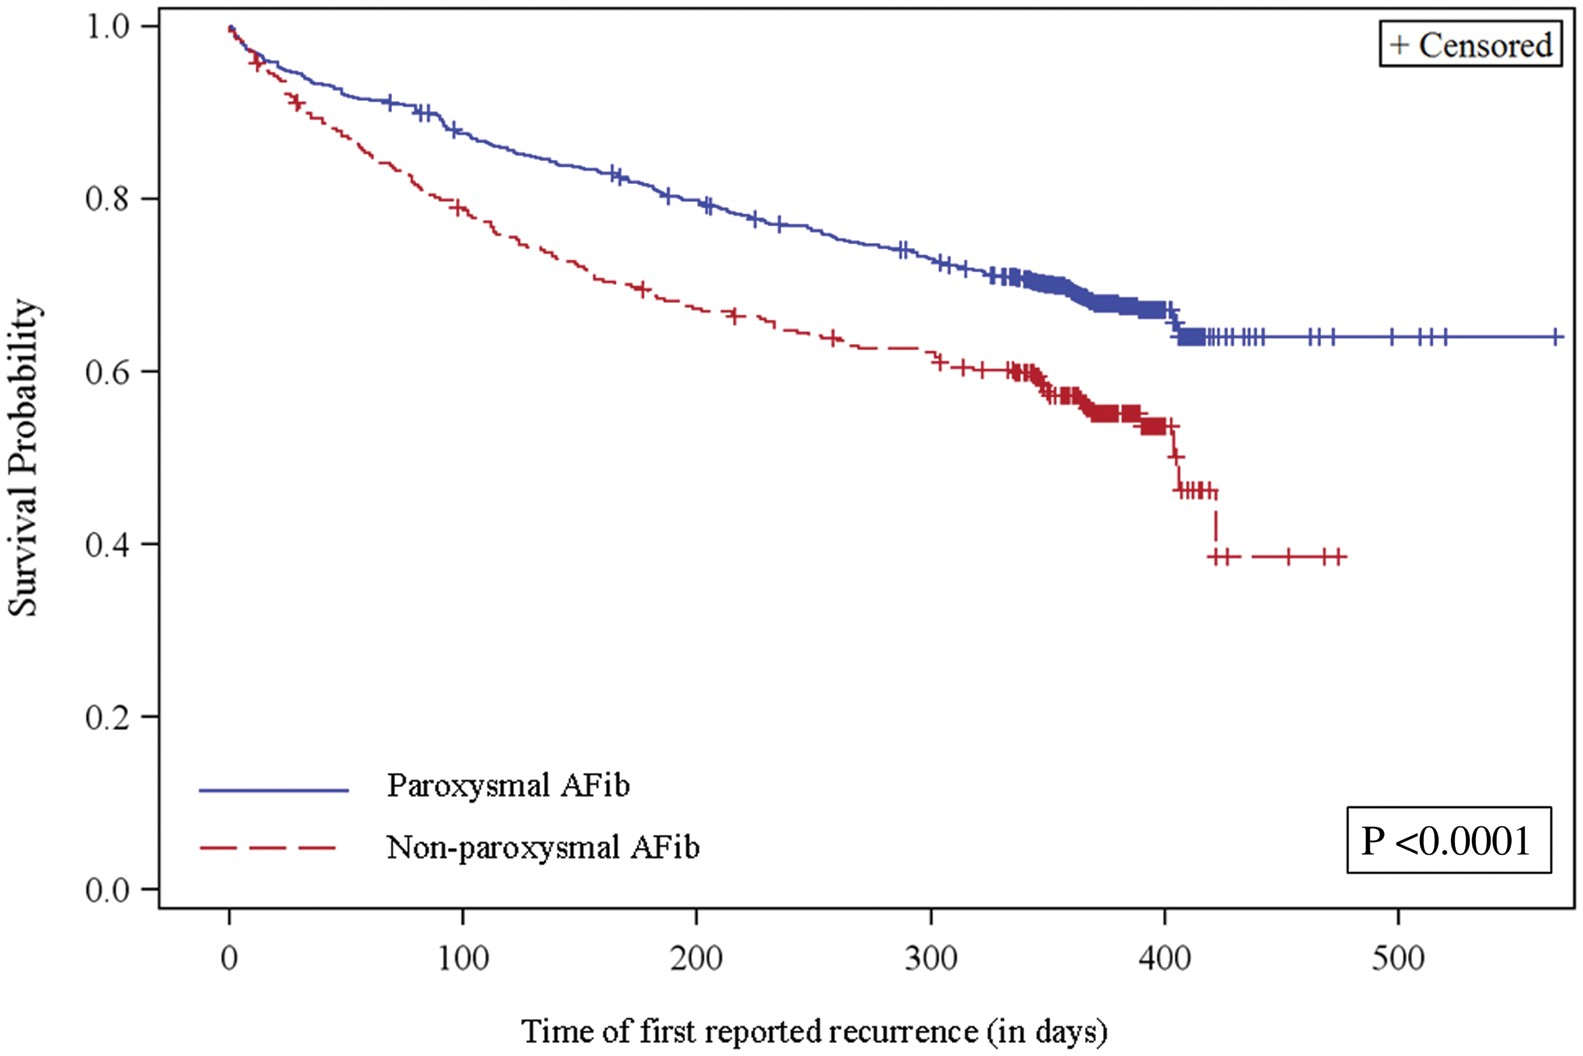 + Censored
Survival Probability
1.0
0.8
0.6
0.4
0.2
0.0
Paroxysmal AFib
Non-paroxysmal AFib
P <0.0001
0 100 200 300 400 500
Time of first reported recurrence (in days)